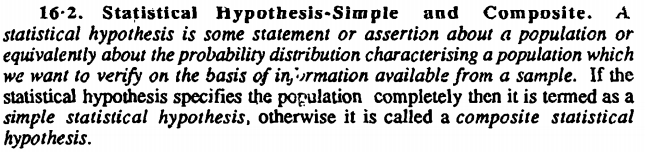 16·2. Statistical Hypothesis-Simple and Composite. A
statistical hypothesis is some statement or assertion about a population or
equivalently about the probability distribution characterising a population which
we want to verify on the basis of information available from a sample. If the
statistical hypothesis specifies the population completely then it is termed as a
simple statistical hypothesis, otherwise it is called a composite statistical
hypothesis.